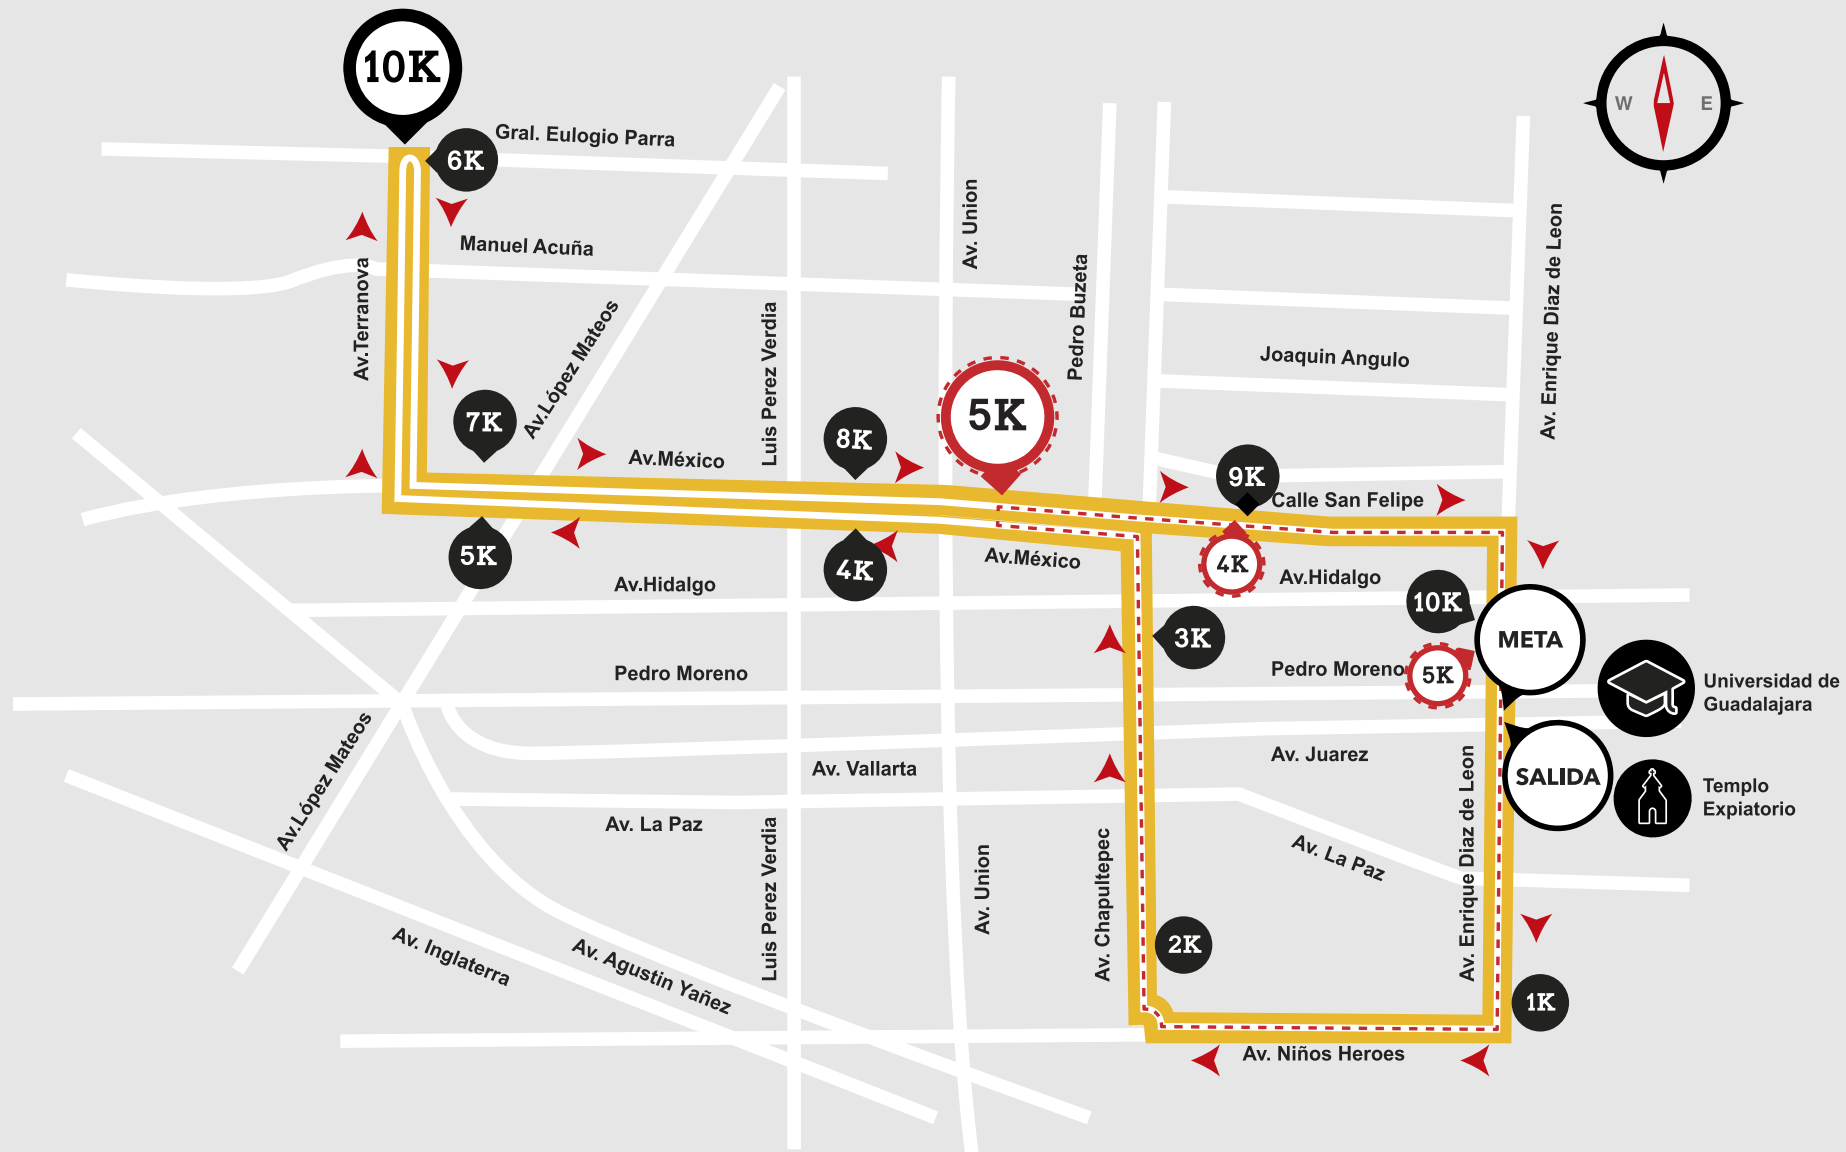 10K
W
E
Gral. Eulogio Parra
6K
Manuel Acuña
Av. Union
Av.Terranova
Pedro Buzeta
Av. Enrique Diaz de Leon
Av.López Mateos
Luis Perez Verdia
Joaquin Angulo
7K
8K
5K
Av.México
9K
Calle San Felipe
5K
4K
Av.México
4K
Av.Hidalgo
Av.Hidalgo
10K
META
3K
Pedro Moreno
Pedro Moreno
5K
Universidad de
Guadalajara
Av. Vallarta
Av. Juarez
SALIDA
Templo
Expiatorio
Av.López Mateos
Av. La Paz
Av. La Paz
Luis Perez Verdia
Av. Union
Av. Chapultepec
Av. Enrique Diaz de Leon
2K
Av. Inglaterra
Av. Agustin Yañez
1K
Av. Niños Heroes